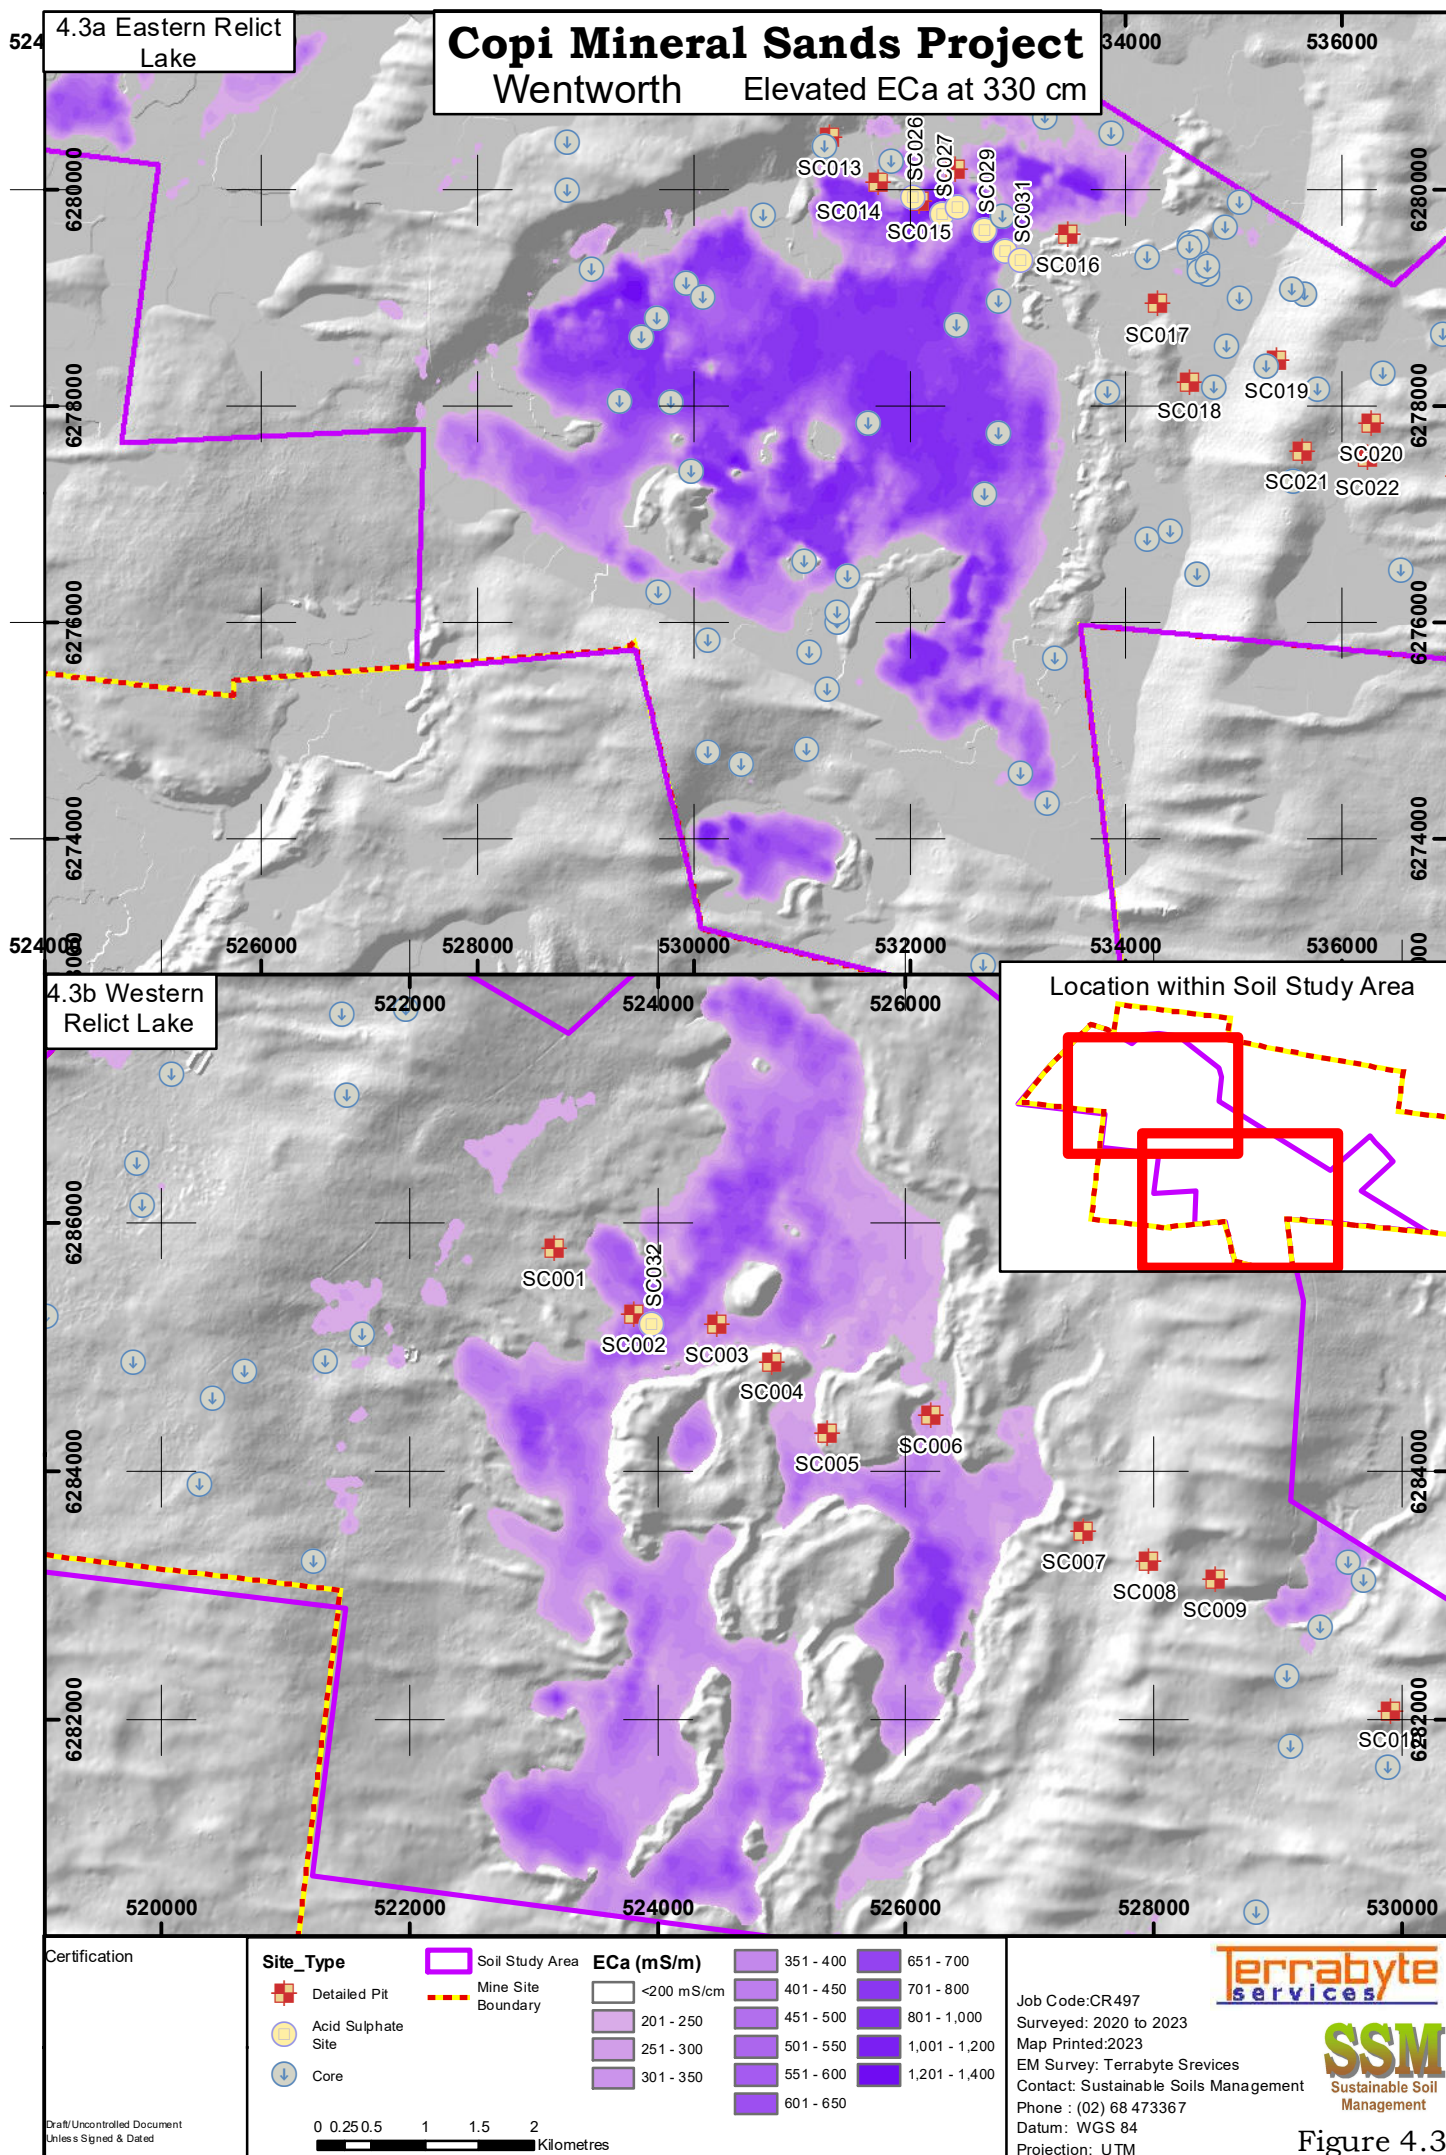 4.3a Eastern Relict
Lake
Copi Mineral Sands Project
Wentworth Elevated ECa at 330 cm
524
34000
536000
SC026
SC027
SC029
SC031
SC013
SC014
SC015
SC016
SC017
SC018
SC019
SC020
SC021
SC022
6280000
6280000
6278000
6278000
6276000
6276000
6274000
6274000
524000
526000
528000
530000
532000
534000
536000
4.3b Western
Relict Lake
522000
524000
526000
Location within Soil Study Area
SC001
SC032
SC002
SC003
SC004
SC005
SC006
SC007
SC008
SC009
6286000
6284000
6284000
6282000
6282000
520000
522000
524000
526000
528000
530000
Certification
Draft/Uncontrolled Document
Unless Signed & Dated
Site_Type
Detailed Pit
Acid Sulphate
Site
Core
Soil Study Area
Mine Site
Boundary
0 0.25 0.5 1 1.5 2
Kilometres
ECa (mS/m)
<200 mS/cm
201 - 250
251 - 300
301 - 350
351 - 400
401 - 450
451 - 500
501 - 550
551 - 600
601 - 650
651 - 700
701 - 800
801 - 1,000
1,001 - 1,200
1,201 - 1,400
Terrabyte
services
Job Code:CR497
Surveyed: 2020 to 2023
Map Printed:2023
EM Survey: Terrabyte Srevices
Contact: Sustainable Soils Management
Phone : (02) 68 473367
Datum: WGS 84
Projection: UTM
SSM
Sustainable Soil
Management
Figure 4.3